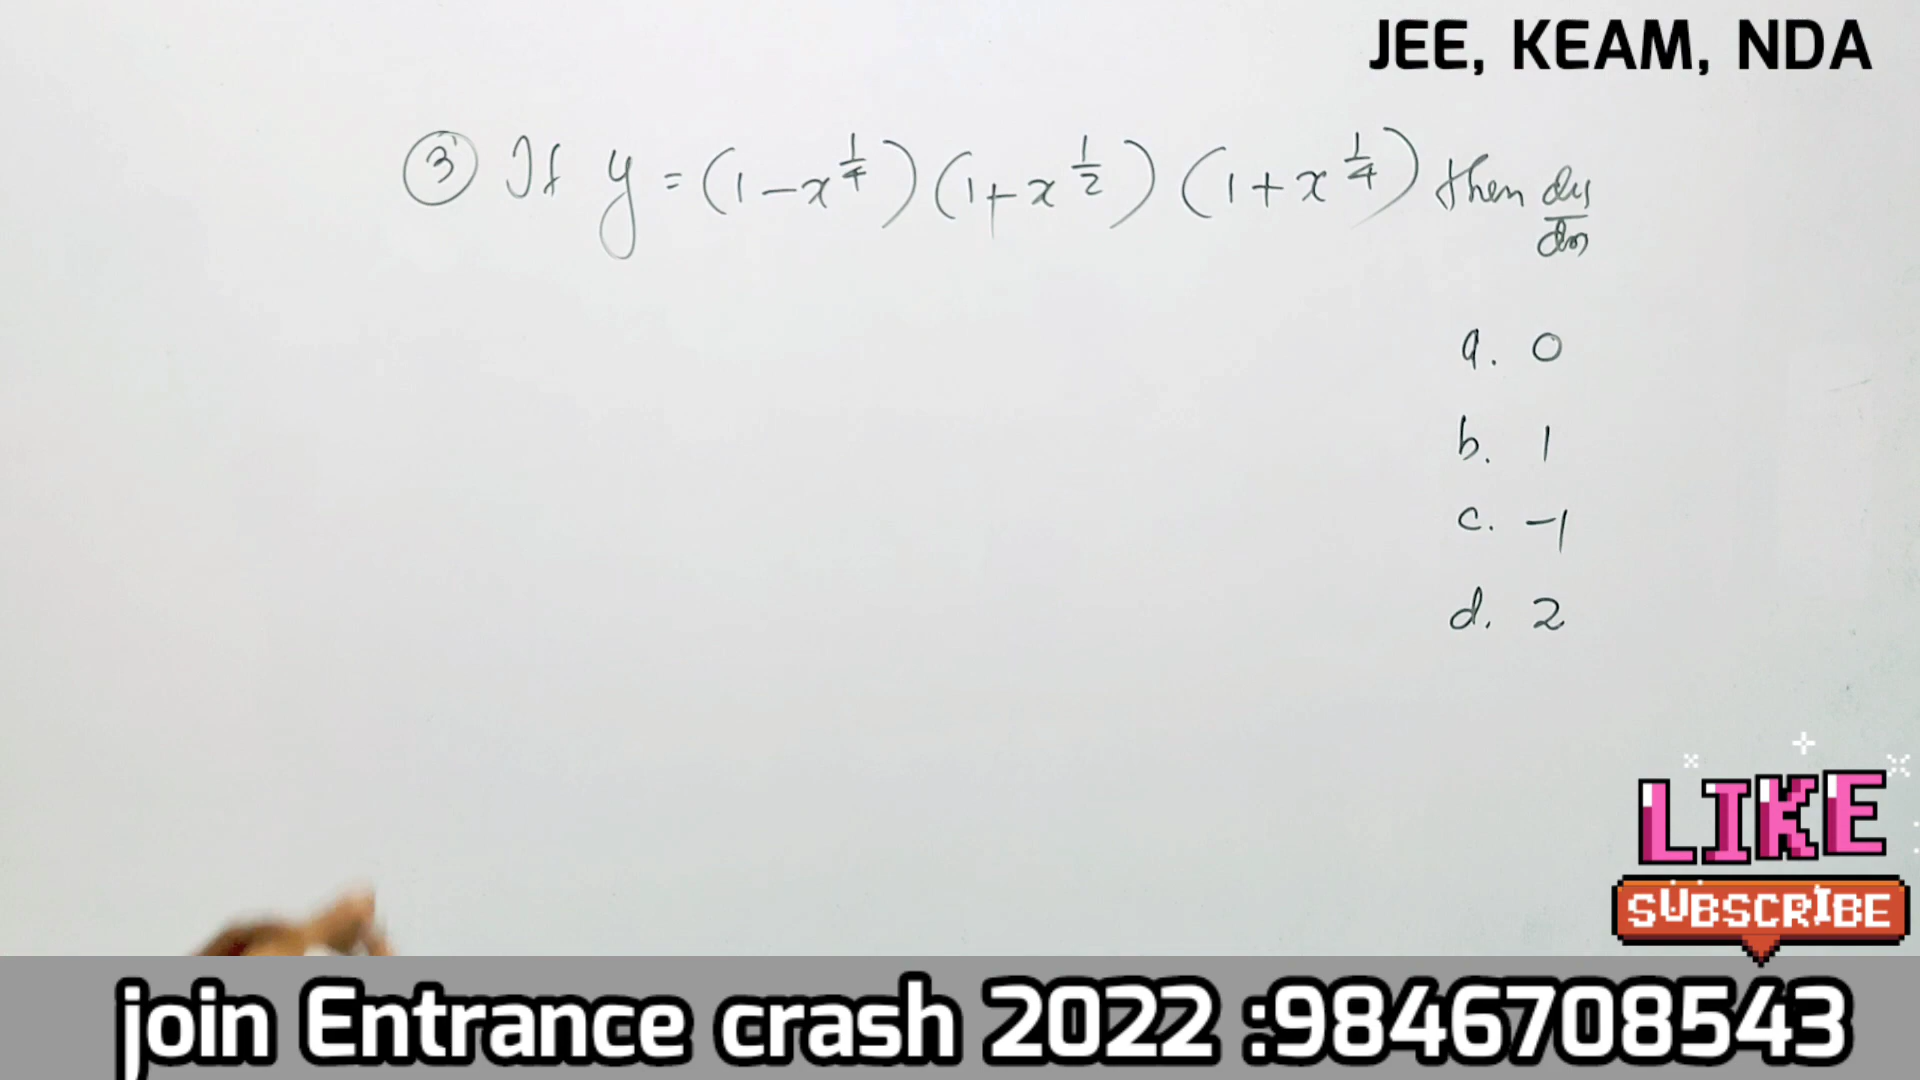 JEE, KEAM, NDA
③ If y = (1 - x^{1/4}) (1 + x^{1/2}) (1 + x^{1/4}) then dy/dx
a. 0
b. 1
c. -1
d. 2
LIKE
SUBSCRIBE
join Entrance crash 2022 :9846708543